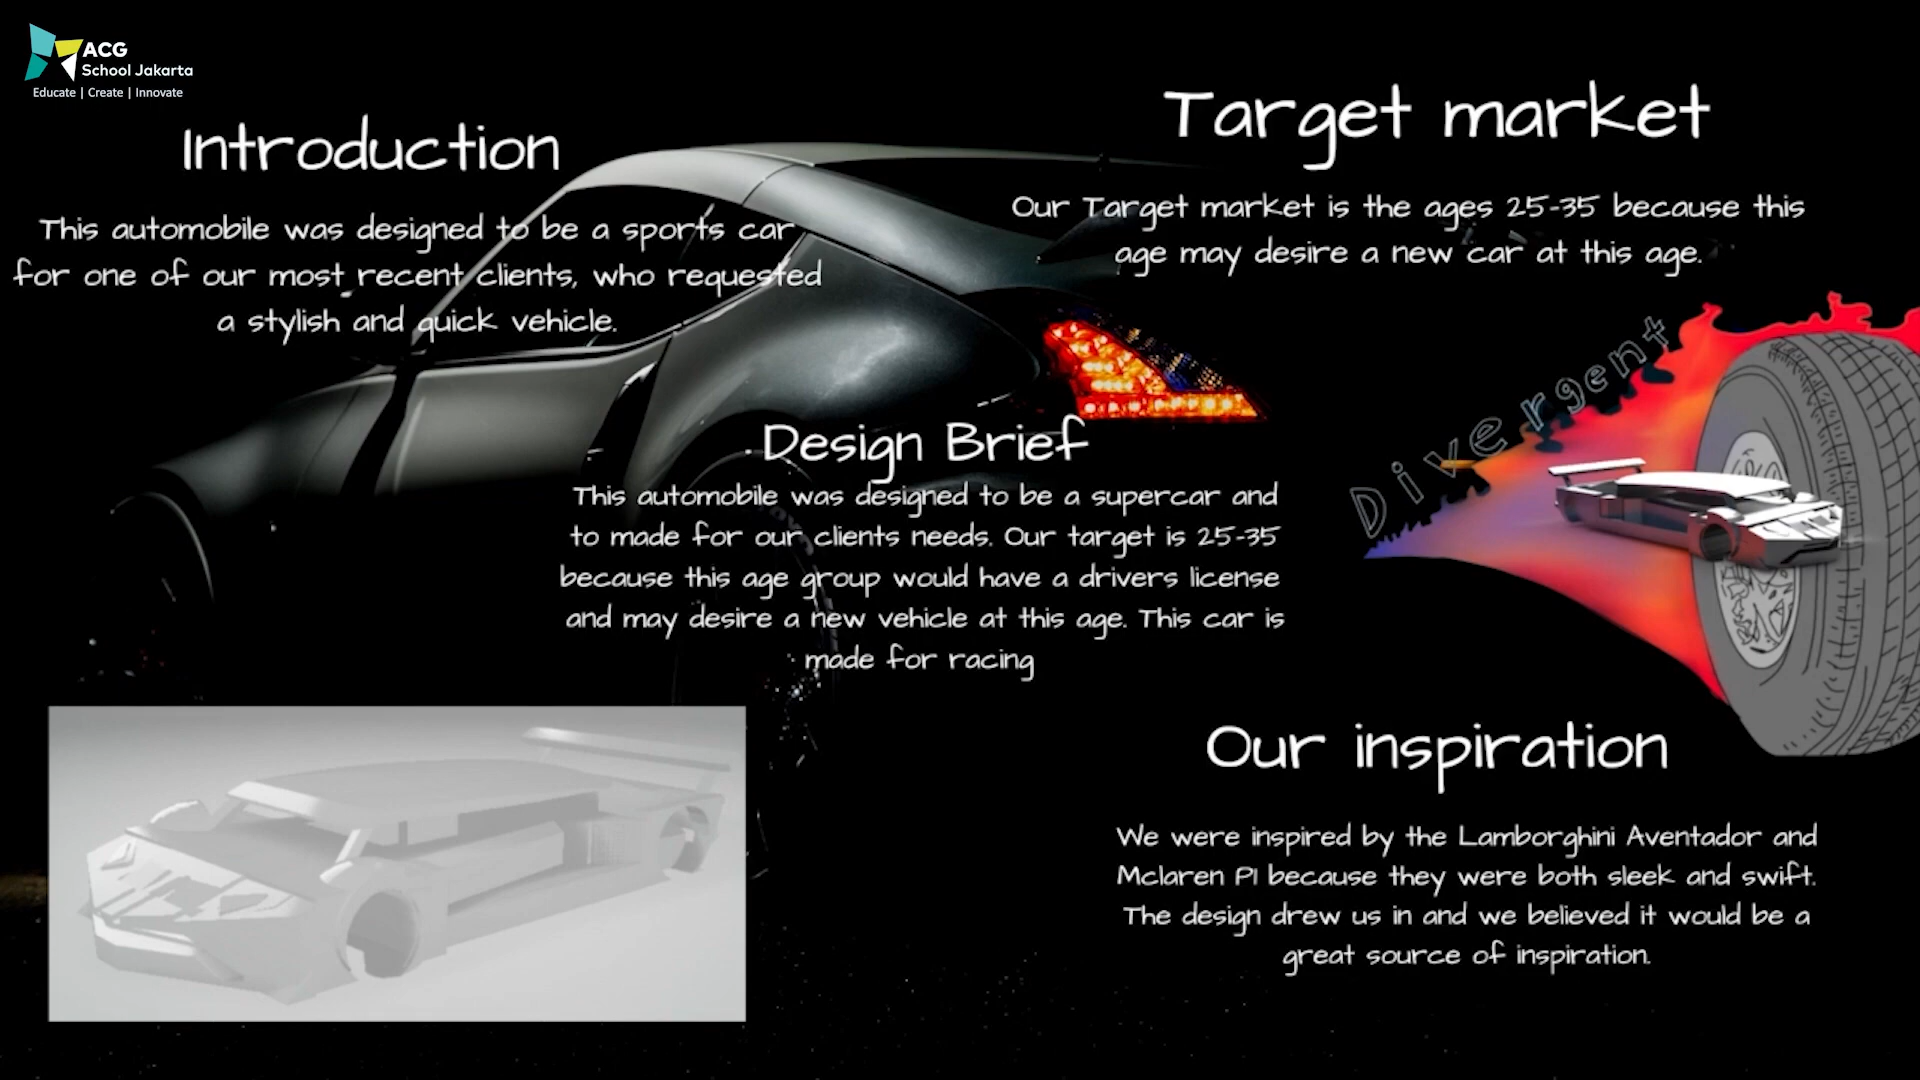 ACG
School Jakarta
Educate | Create | Innovate
Introduction
This automobile was designed to be a sports car
for one of our most recent clients, who requested
a stylish and quick vehicle.
Target market
Our Target market is the ages 25-35 because this
age may desire a new car at this age.
Divergent
Design Brief
This automobile was designed to be a supercar and
to made for our clients needs. Our target is 25-35
because this age group would have a drivers license
and may desire a new vehicle at this age. This car is
made for racing
Our inspiration
We were inspired by the Lamborghini Aventador and
Mclaren P1 because they were both sleek and swift.
The design drew us in and we believed it would be a
great source of inspiration.